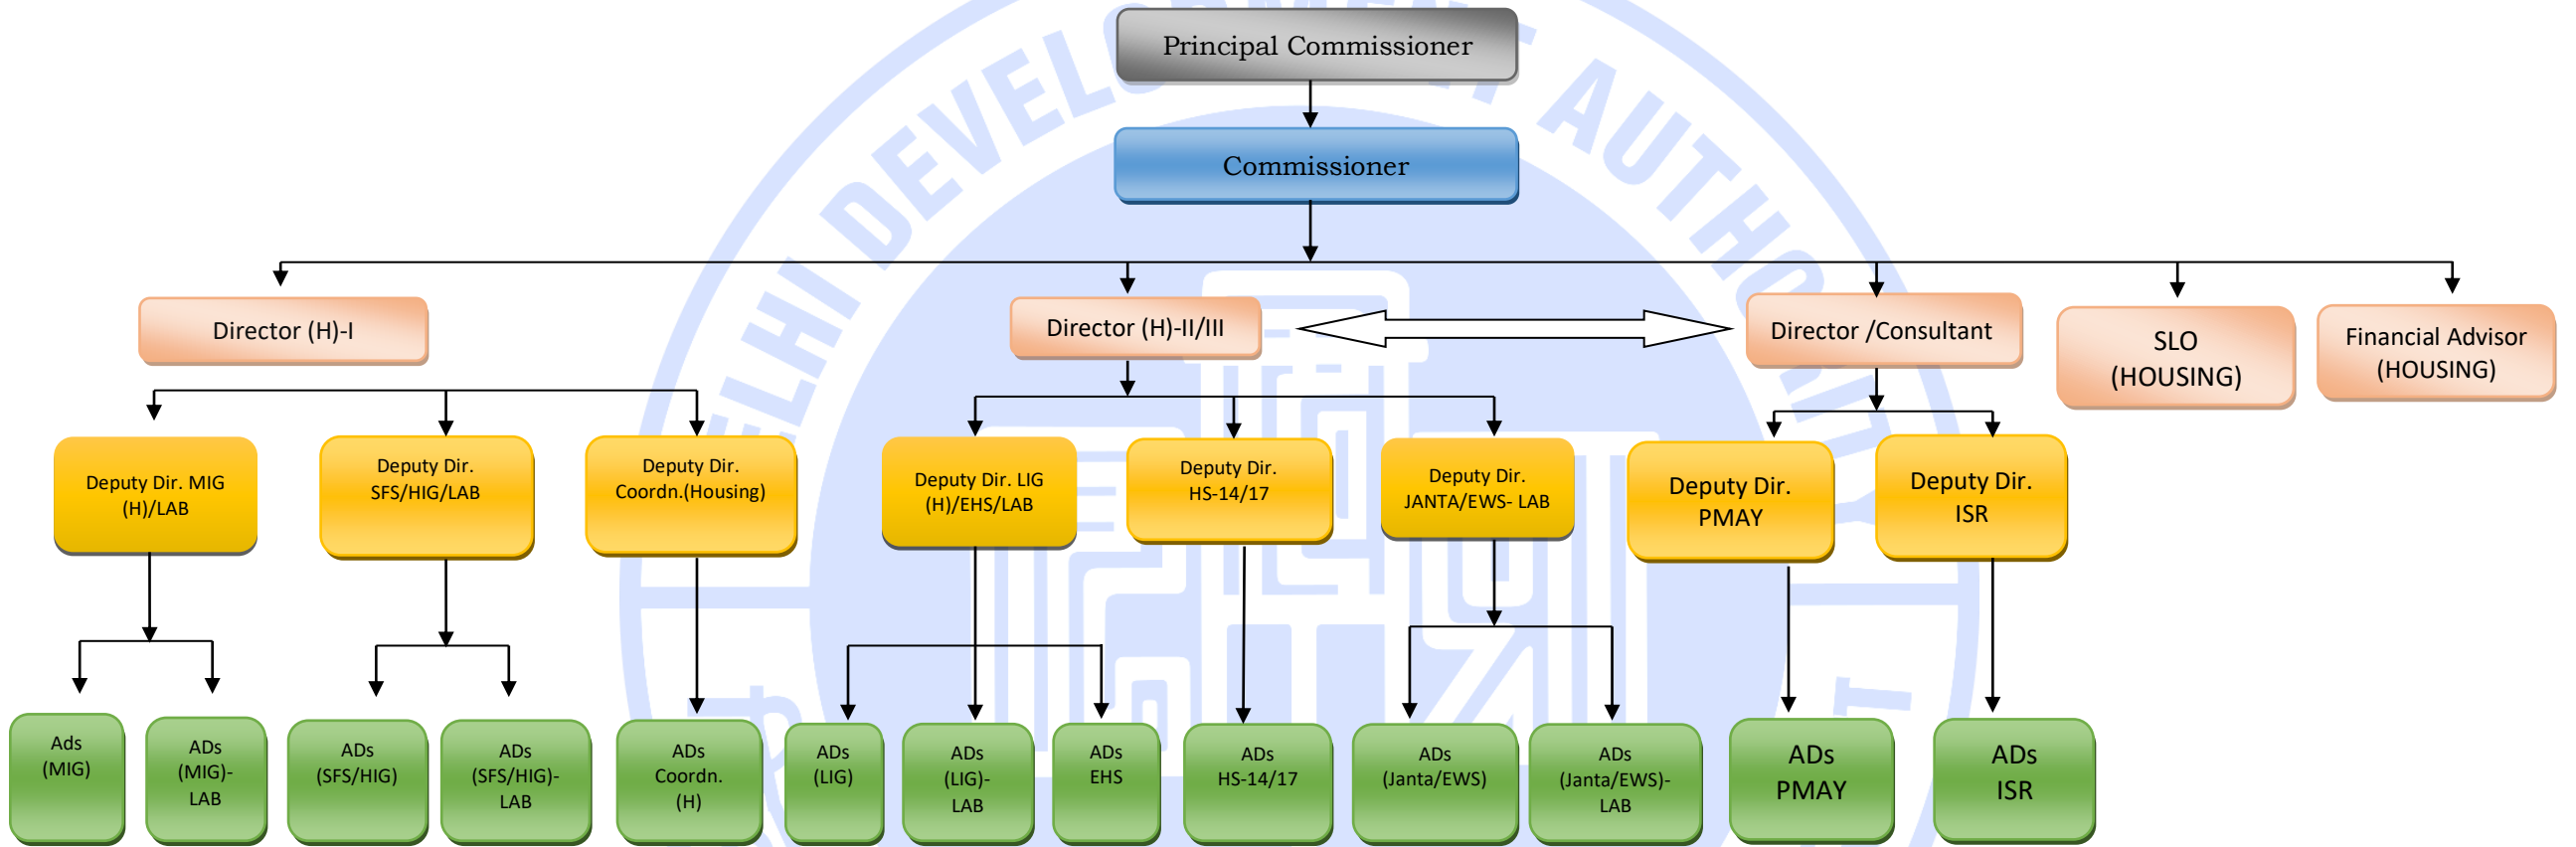 Principal Commissioner
Commissioner
Director (H)-I
Director (H)-II/III
Director /Consultant
SLO
(HOUSING)
Financial Advisor
(HOUSING)
Deputy Dir. MIG
(H)/LAB
Deputy Dir.
SFS/HIG/LAB
Deputy Dir.
Coordn.(Housing)
Deputy Dir. LIG
(H)/EHS/LAB
Deputy Dir.
HS-14/17
Deputy Dir.
JANTA/EWS- LAB
Deputy Dir.
PMAY
Deputy Dir.
ISR
Ads
(MIG)
ADs
(MIG)-
LAB
ADs
(SFS/HIG)
ADs
(SFS/HIG)-
LAB
ADs
Coordn.
(H)
ADs
(LIG)
ADs
(LIG)-
LAB
ADs
EHS
ADs
HS-14/17
ADs
(Janta/EWS)
ADs
(Janta/EWS)-
LAB
ADs
PMAY
ADs
ISR
DELHI DEVELOPMENT AUTHORITY